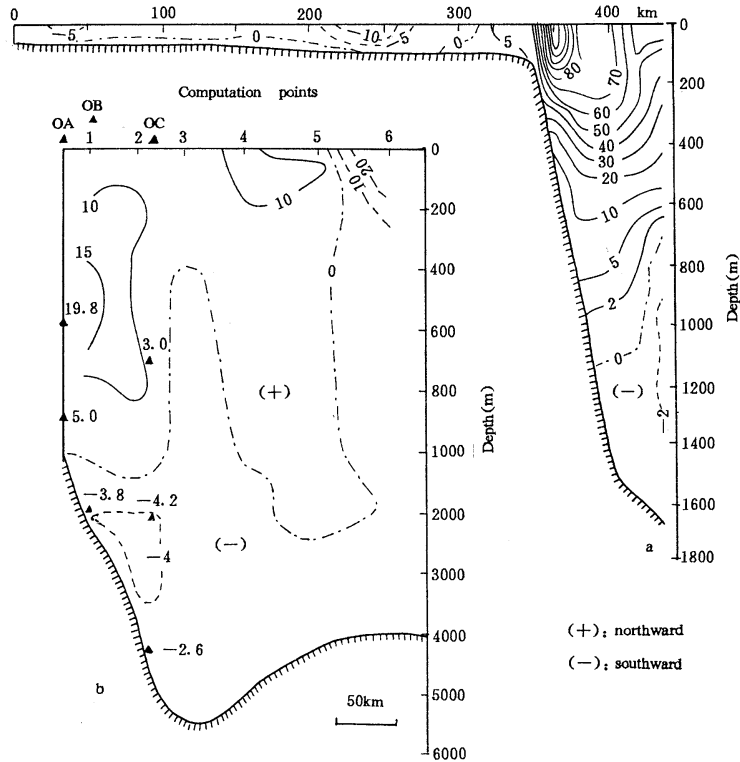 0 100 200 300 400 km
5 0 10 5 0 5
80 70 60 50 40 30 20 10 5 2 0 (—) —2
0 200 400 600 800 1000 1200 1400 1600 1800
Depth(m)
a
Computation points
OA OB OC
1 2 3 4 5 6
0 200 400 600 800 1000 2000 3000 4000 5000 6000
Depth(m)
10 10 10 20
15
0
19.8
3.0
(+)
5.0
—3.8 —4.2
—4 (—)
—2.6
b
50km
(+): northward
(—): southward